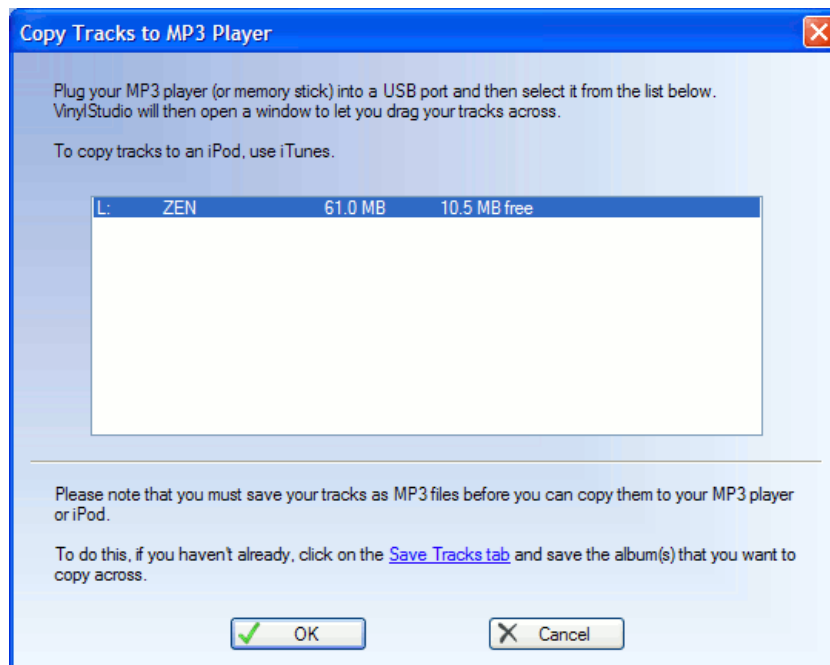 Copy Tracks to MP3 Player
Plug your MP3 player (or memory stick) into a USB port and then select it from the list below.
VinylStudio will then open a window to let you drag your tracks across.
To copy tracks to an iPod, use iTunes.
L: ZEN 61.0 MB 10.5 MB free
Please note that you must save your tracks as MP3 files before you can copy them to your MP3 player
or iPod.
To do this, if you haven't already, click on the Save Tracks tab and save the album(s) that you want to
copy across.
OK Cancel